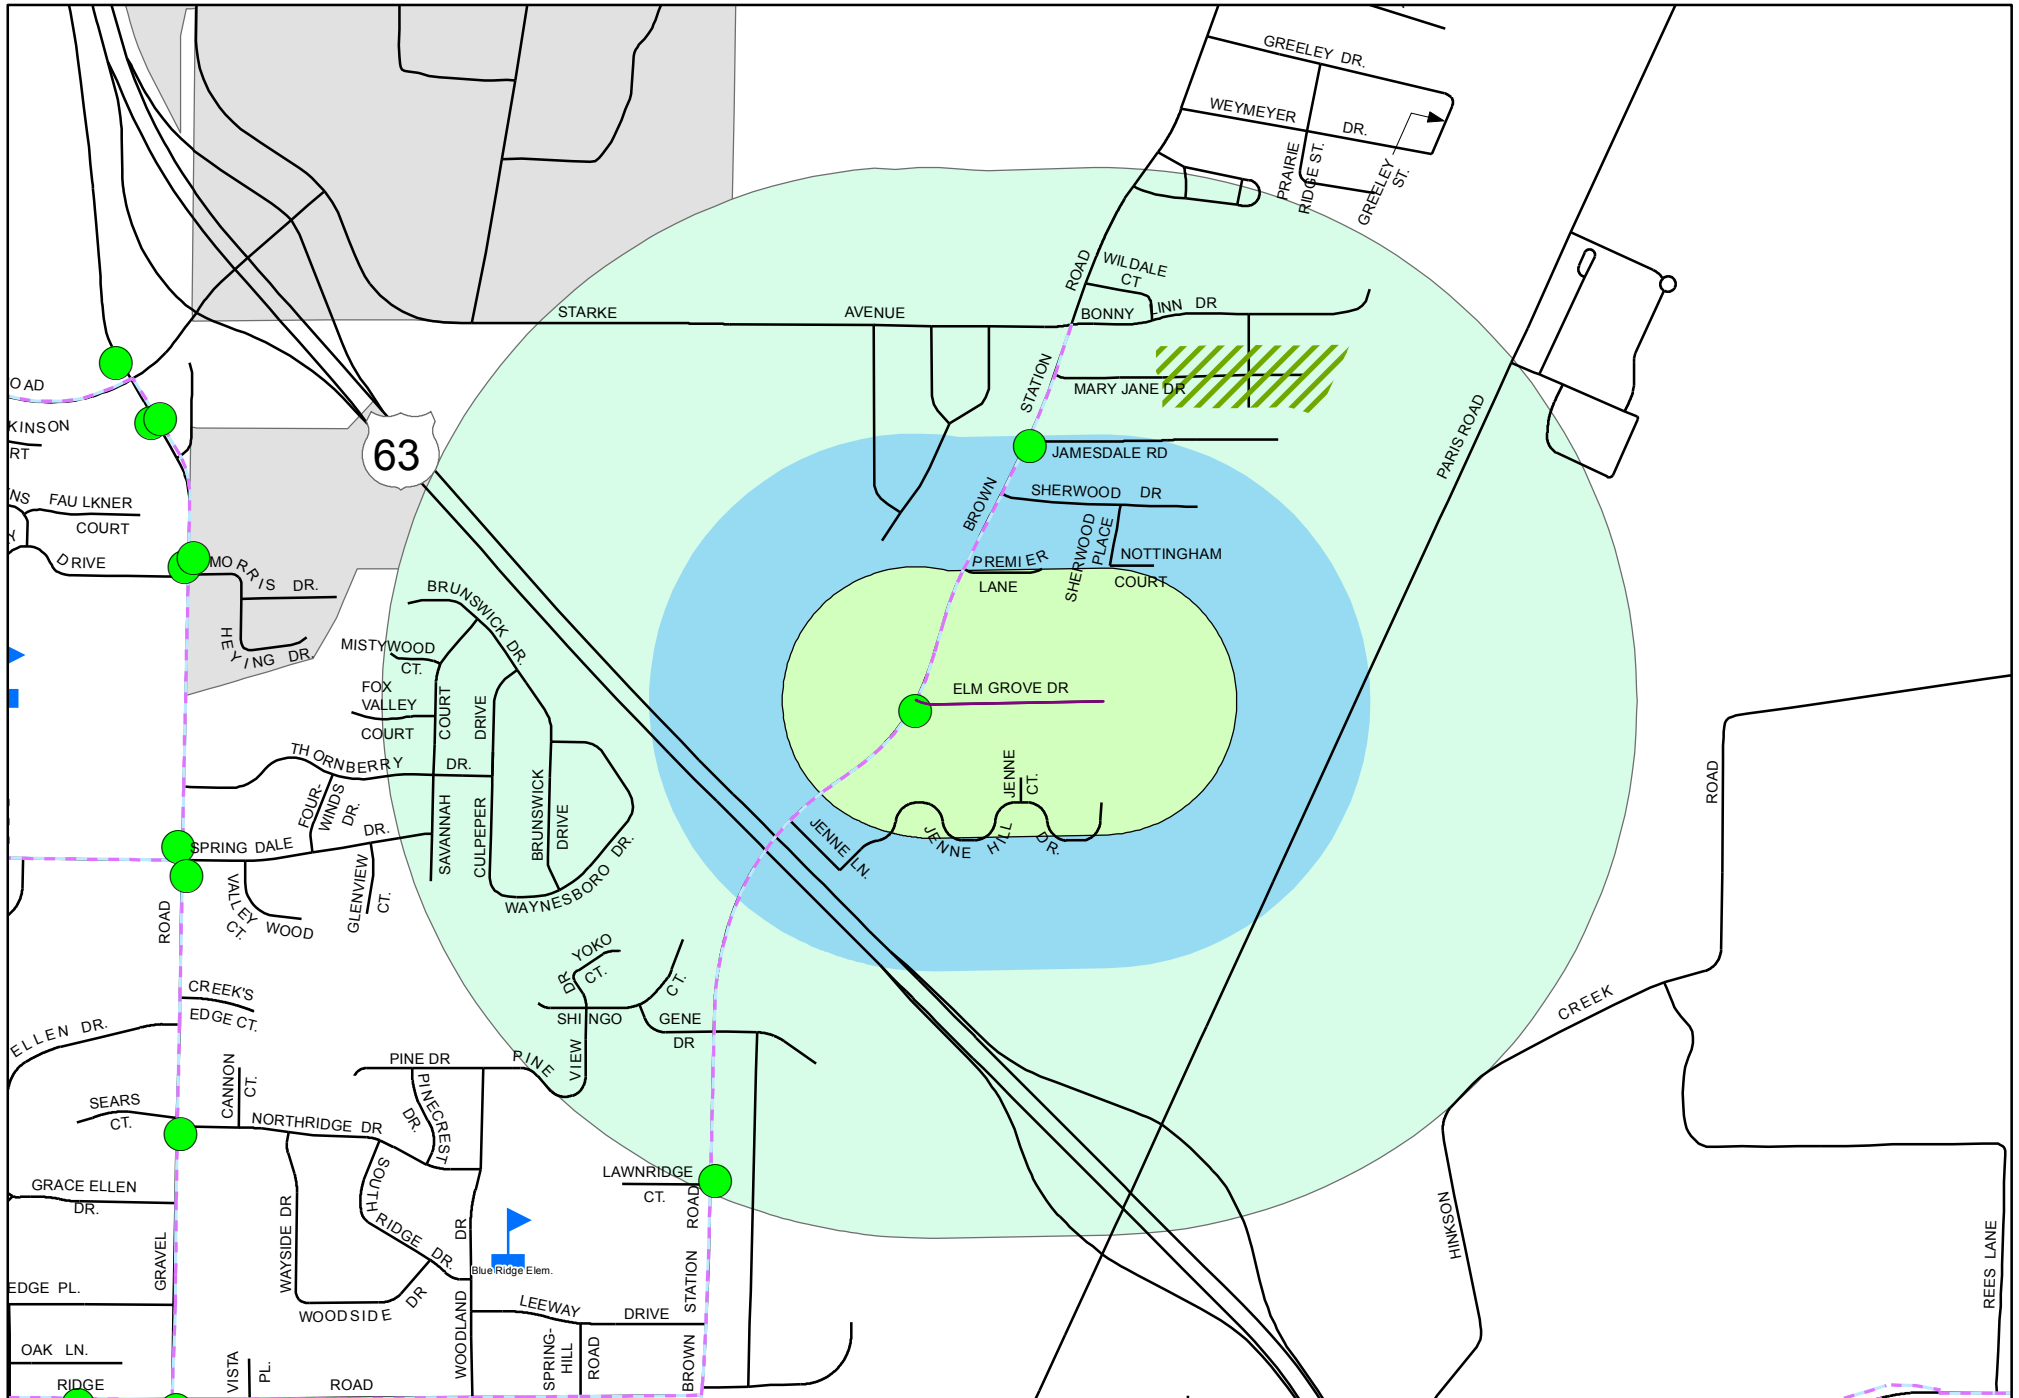 GREELEY DR.
WEYMEYER DR.
PRAIRIE
RIDGE ST.
GREELEY
ST.
ROAD
WILDALE
CT
STARKE AVENUE
BONNY LINN DR
STATION
MARY JANE DR
OAD
KINSON
RT
63
PARIS ROAD
JAMESDALE RD
BROWN
SHERWOOD DR
SHERWOOD
PLACE
NS
FAULKNER
COURT
Y
DRIVE
MORRIS DR.
HEYING DR.
PREMIER
LANE
NOTTINGHAM
COURT
BRUNSWICK DR.
MISTYWOOD
CT.
FOX
VALLEY
COURT
COURT
DRIVE
ELM GROVE DR
THORNBERRY DR.
FOUR-
WINDS
DR.
JENNE
CT.
ROAD
SPRING DALE DR.
SAVANNAH
CULPEPER
BRUNSWICK
DRIVE
WAYNESBORO DR.
JENNE LN.
JENNE HILL DR.
ROAD
VALLEY
CT.
WOOD
GLENVIEW
CT.
YOKO
CT.
DR
CT.
CREEK'S
EDGE CT.
SHINGO
GENE
DR
CREEK
ELLEN DR.
PINE DR
PINE
VIEW
CANNON
CT.
PINECREST
DR.
SEARS
CT.
NORTHRIDGE DR
SOUTH
RIDGE DR.
LAWNRIDGE
CT.
ROAD
GRACE ELLEN
DR.
WAYSIDE DR
DR
HINKSON
REES LANE
GRAVEL
Blue Ridge Elem.
EDGE PL.
WOODSIDE DR
WOODLAND
LEEWAY DRIVE
STATION
SPRING-
HILL
ROAD
BROWN
OAK LN.
VISTA
PL.
RIDGE ROAD